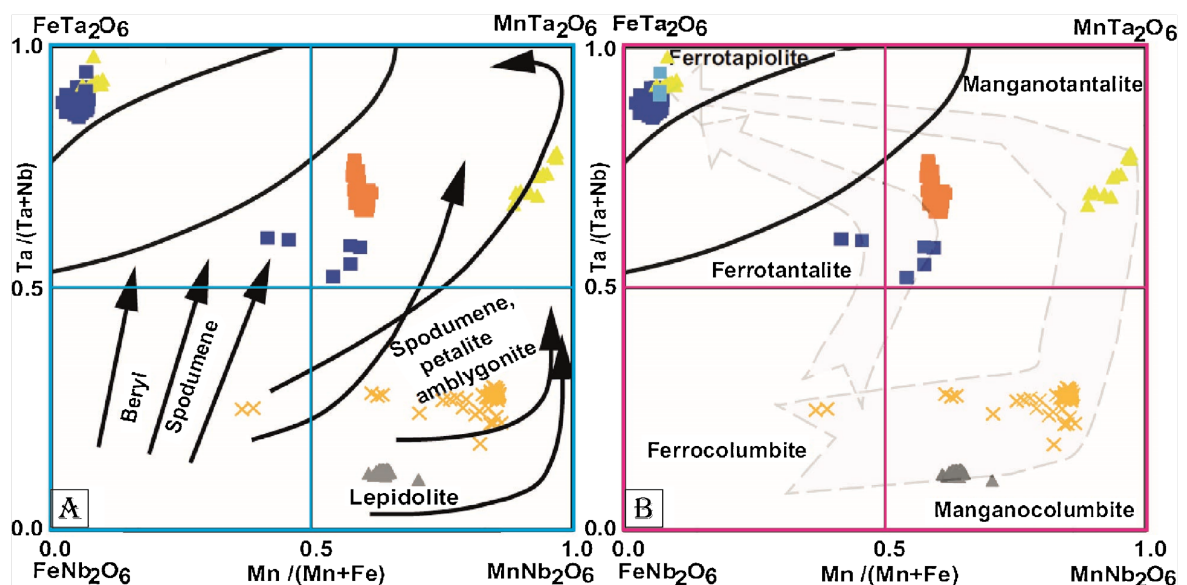 FeTa₂O₆
MnTa₂O₆
1.0
Ta /(Ta+Nb)
0.5
Beryl
Spodumene
Spodumene,
petalite
amblygonite
Lepidolite
A
0.0
0.0
0.5
1.0
FeNb₂O₆
Mn /(Mn+Fe)
MnNb₂O₆
FeTa₂O₆
MnTa₂O₆
1.0
Ferrotapiolite
Manganotantalite
Ta /(Ta+Nb)
Ferrotantalite
0.5
Ferrocolumbite
Manganocolumbite
B
0.0
0.0
0.5
1.0
FeNb₂O₆
Mn /(Mn+Fe)
MnNb₂O₆